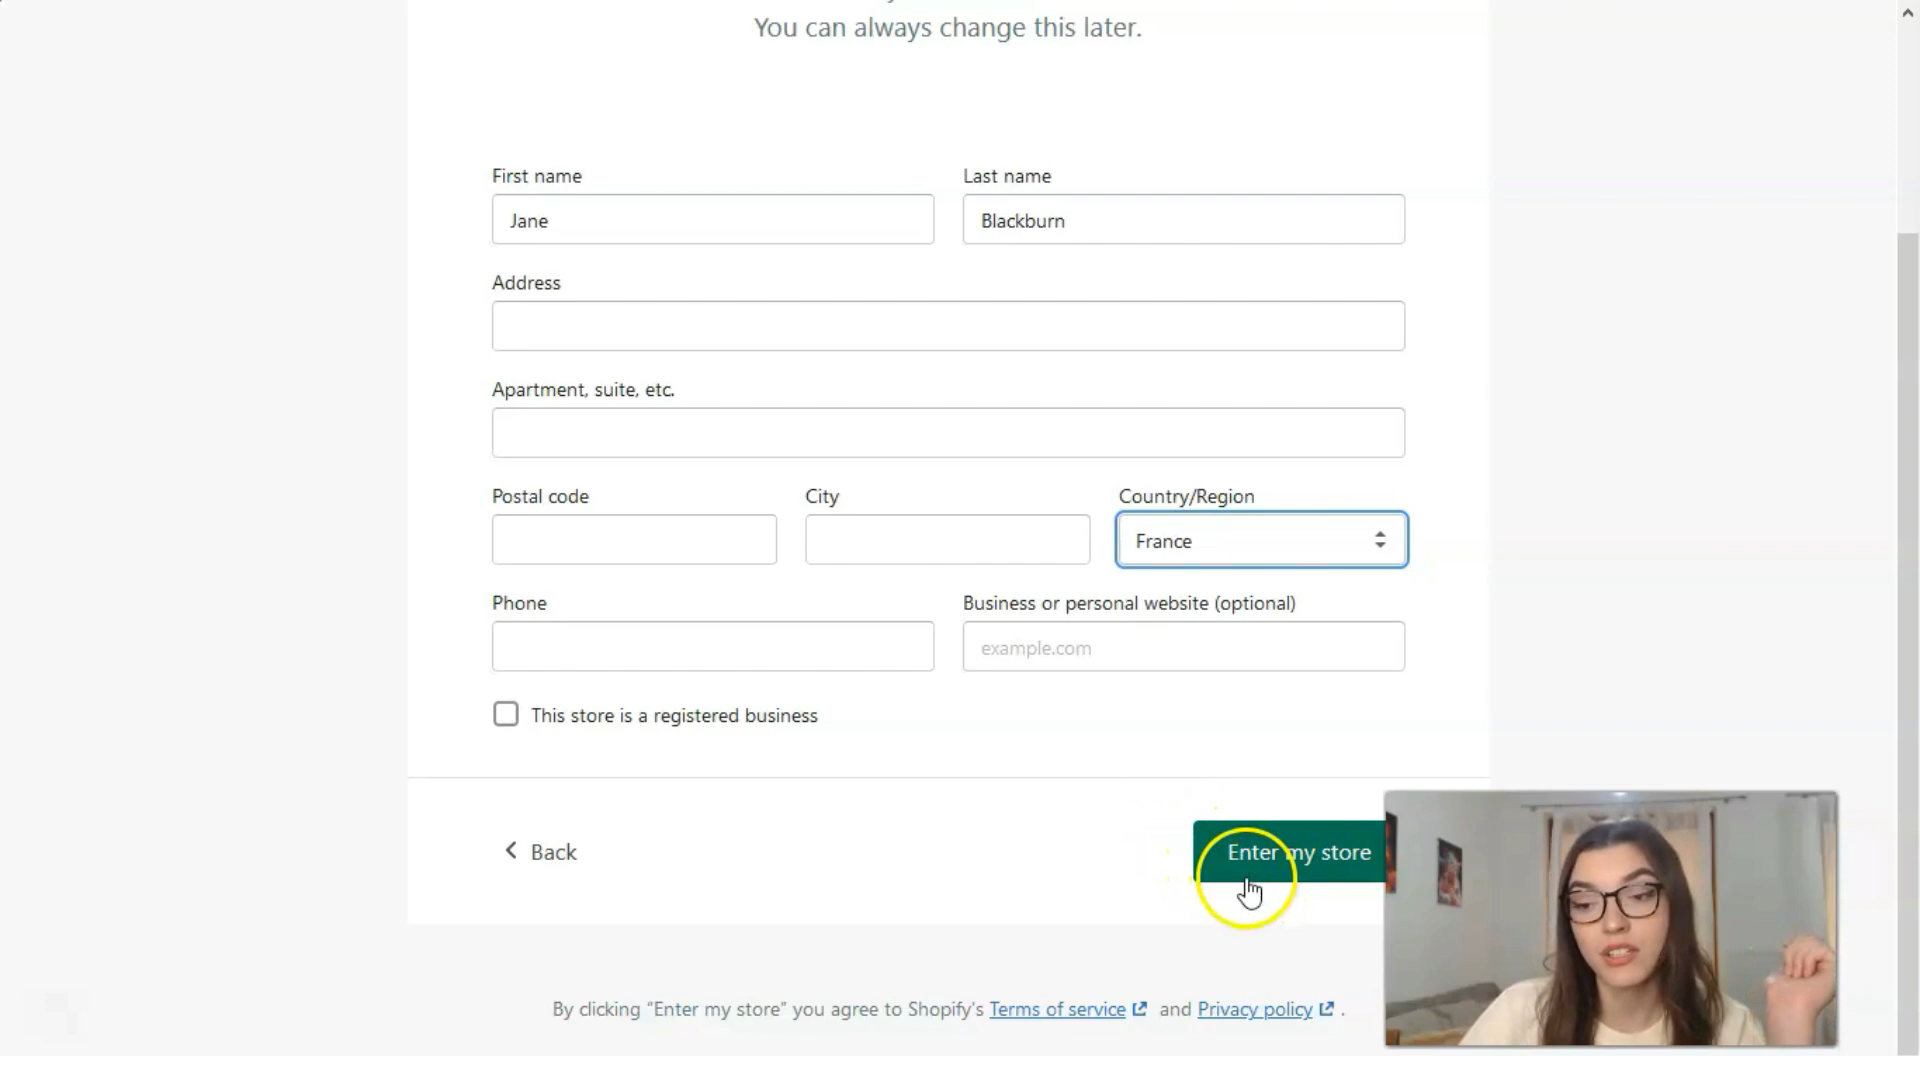 You can always change this later.
First name
Last name
Jane
Blackburn
Address
Apartment, suite, etc.
Postal code
City
Country/Region
France
Phone
Business or personal website (optional)
example.com
This store is a registered business
Back
Enter my store
By clicking “Enter my store” you agree to Shopify's Terms of service and Privacy policy .